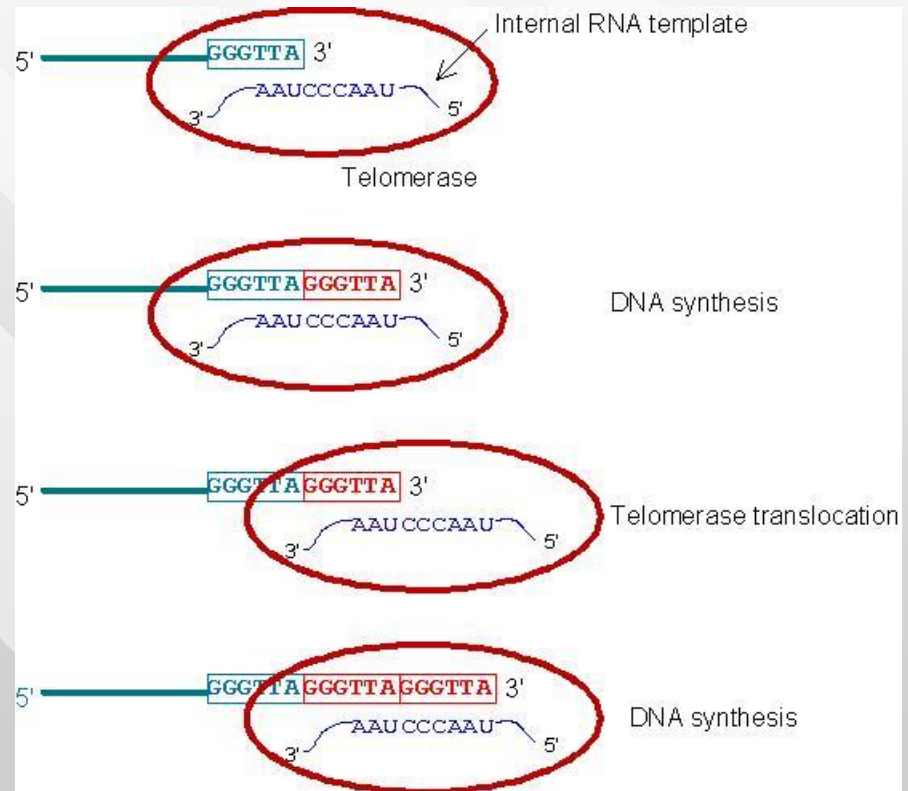 Internal RNA template
5' GGGTTA 3'
3' AAUCCCAAU 5'
Telomerase
5' GGGTTAGGGTTA 3'
DNA synthesis
3' AAUCCCAAU 5'
5' GGGTTAGGGTTA 3'
Telomerase translocation
3' AAUCCCAAU 5'
5' GGGTTAGGGTTAGGGTTA 3'
DNA synthesis
3' AAUCCCAAU 5'